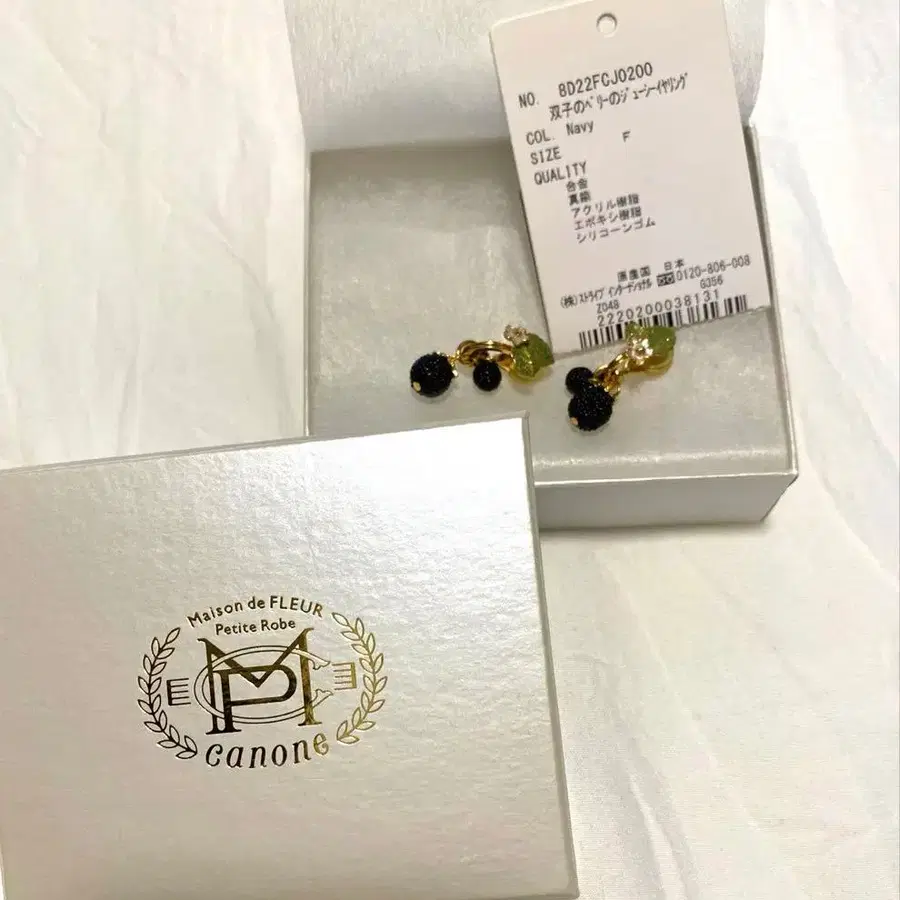 NO. 8D22FCJ0200
双子のベリーのジューシーイヤリング
COL. Navy
SIZE F
QUALITY
合金
真鍮
アクリル樹脂
エポキシ樹脂
シリコーンゴム
原産国 日本
(株)ストライプ インターナショナル 0120-806-008
Z048 G356
2220200038131
Maison de FLEUR
Petite Robe
canone